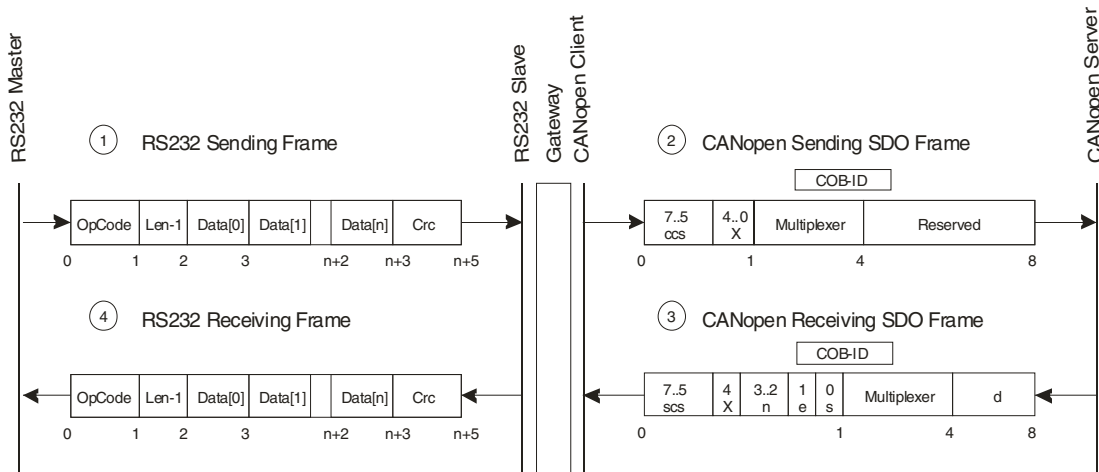 RS232 Master
RS232 Slave
Gateway
CANopen Client
CANopen Server
1 RS232 Sending Frame
OpCode Len-1 Data[0] Data[1] Data[n] Crc
0 1 2 3 n+2 n+3 n+5
2 CANopen Sending SDO Frame
COB-ID
7..5 4..0 Multiplexer Reserved
ccs X
0 1 4 8
4 RS232 Receiving Frame
OpCode Len-1 Data[0] Data[1] Data[n] Crc
0 1 2 3 n+2 n+3 n+5
3 CANopen Receiving SDO Frame
COB-ID
7..5 4 3..2 1 0 Multiplexer d
scs X n e s
0 1 4 8